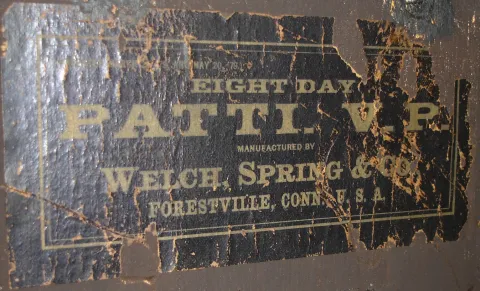 EIGHT DAY
PATTI. V. P.
MANUFACTURED BY
WELCH, SPRING & CO.
FORESTVILLE, CONN. U. S. A.